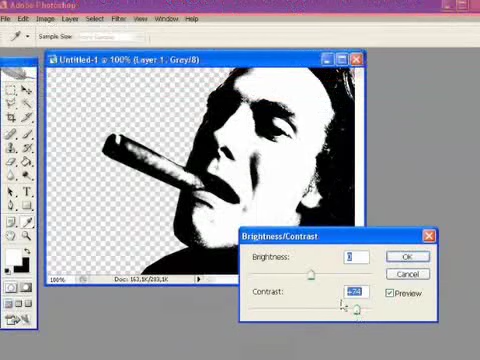 Adobe Photoshop
File Edit Image Layer Select Filter View Window Help
Sample Size:
Untitled-1 @ 100% (Layer 1, Grey/8)
100%
Brightness/Contrast
Brightness: 0
OK
Cancel
Contrast: +74
Preview